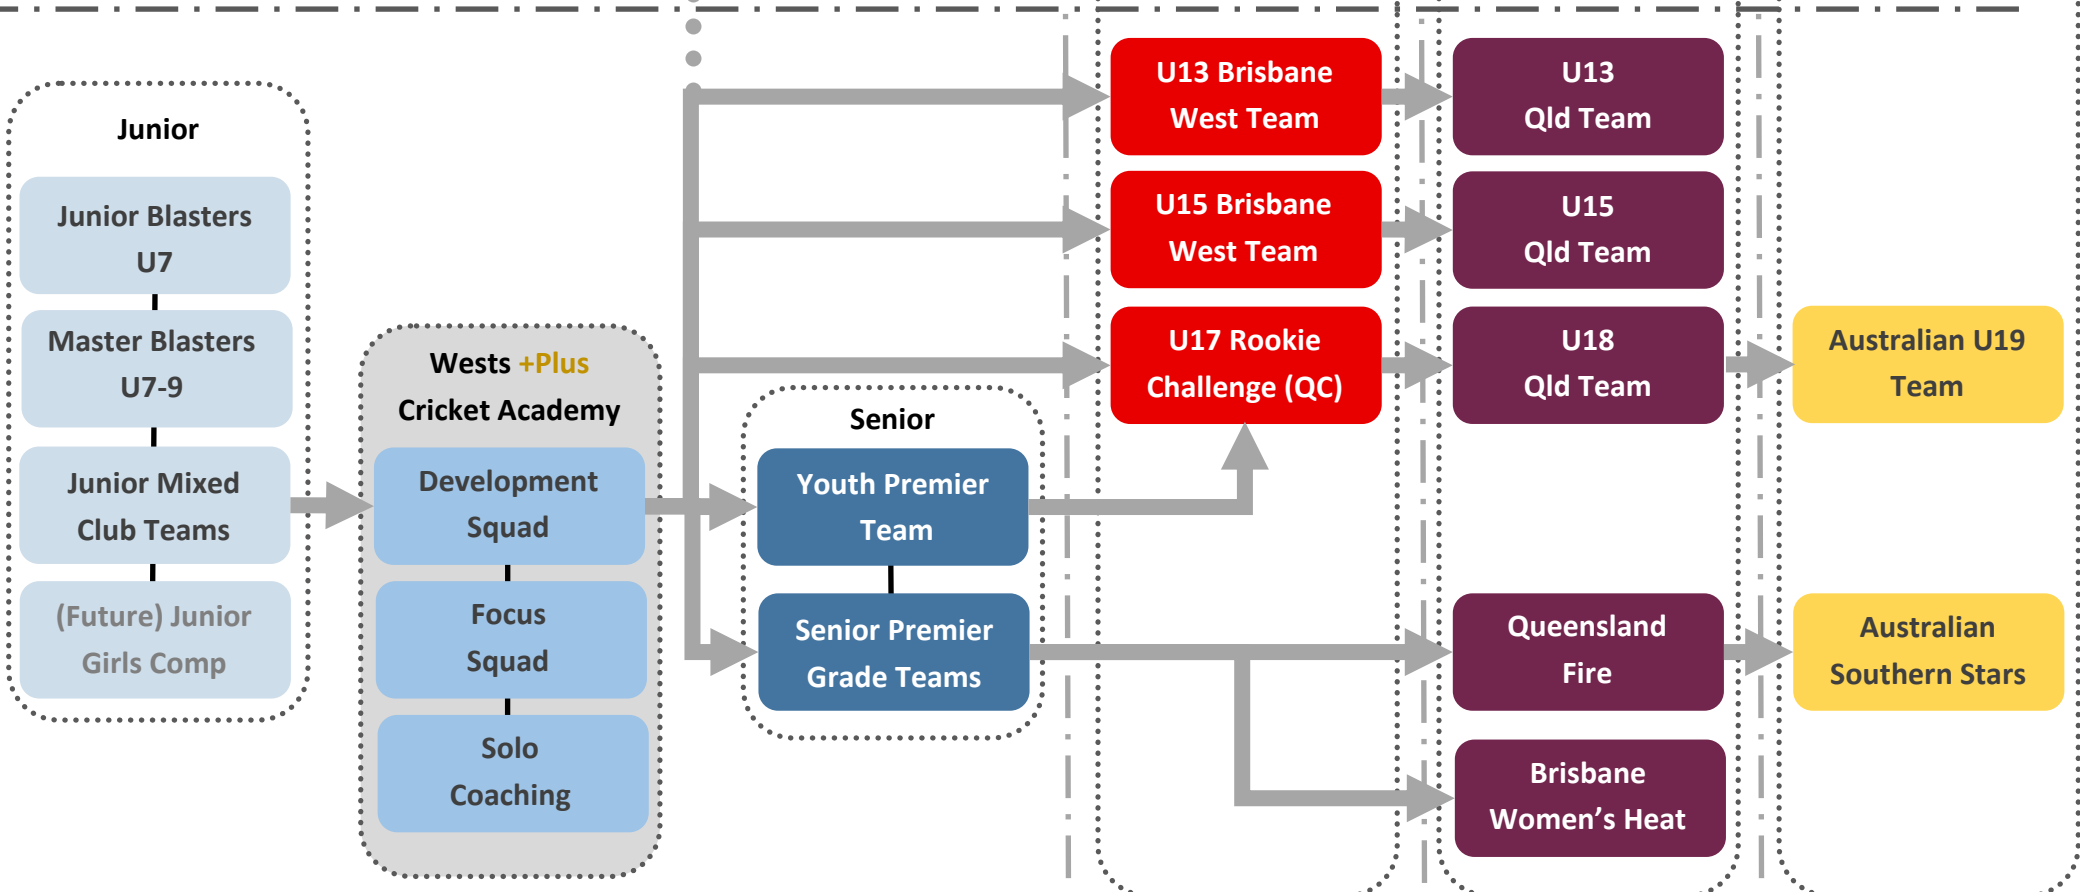 Junior
Junior Blasters
U7
Master Blasters
U7-9
Junior Mixed
Club Teams
(Future) Junior
Girls Comp
Wests +Plus
Cricket Academy
Development
Squad
Focus
Squad
Solo
Coaching
Senior
Youth Premier
Team
Senior Premier
Grade Teams
U13 Brisbane
West Team
U15 Brisbane
West Team
U17 Rookie
Challenge (QC)
U13
Qld Team
U15
Qld Team
U18
Qld Team
Queensland
Fire
Brisbane
Women’s Heat
Australian U19
Team
Australian
Southern Stars